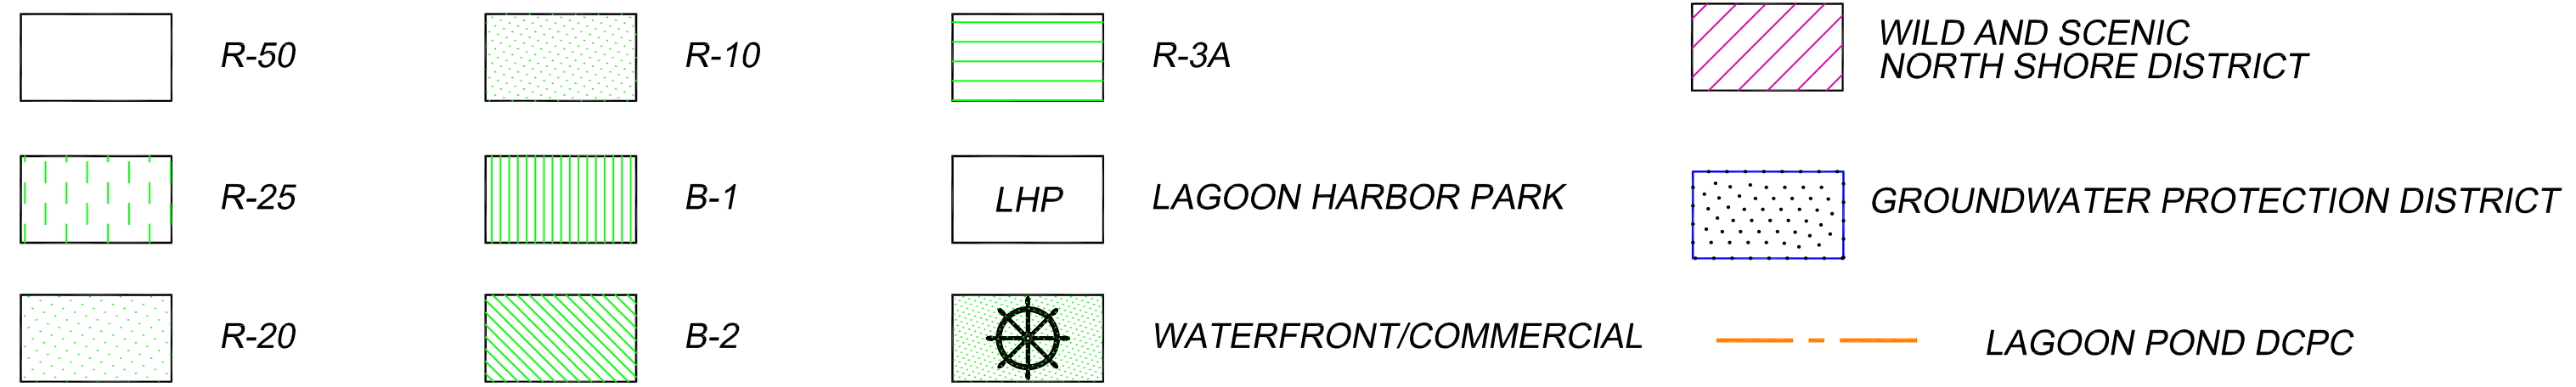 R-50
R-10
R-3A
WILD AND SCENIC
NORTH SHORE DISTRICT
R-25
B-1
LHP
LAGOON HARBOR PARK
GROUNDWATER PROTECTION DISTRICT
R-20
B-2
WATERFRONT/COMMERCIAL
LAGOON POND DCPC